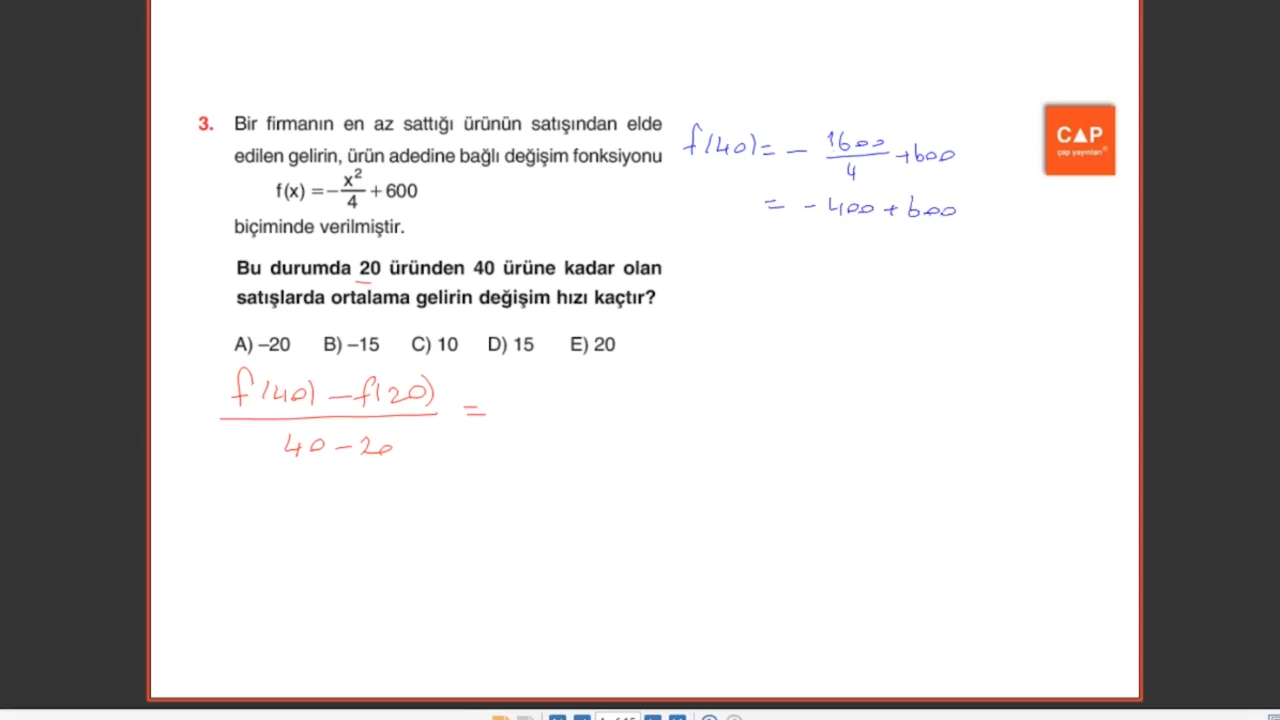 3. Bir firmanın en az sattığı ürünün satışından elde
edilen gelirin, ürün adedine bağlı değişim fonksiyonu
f(x) = -x²/4 + 600
biçiminde verilmiştir.
Bu durumda 20 üründen 40 ürüne kadar olan
satışlarda ortalama gelirin değişim hızı kaçtır?
A) –20 B) –15 C) 10 D) 15 E) 20
f(40) - f(20)
=
40 - 20
f(40) = - 1600/4 + 600
= - 400 + 600
CAP
çap yayınları